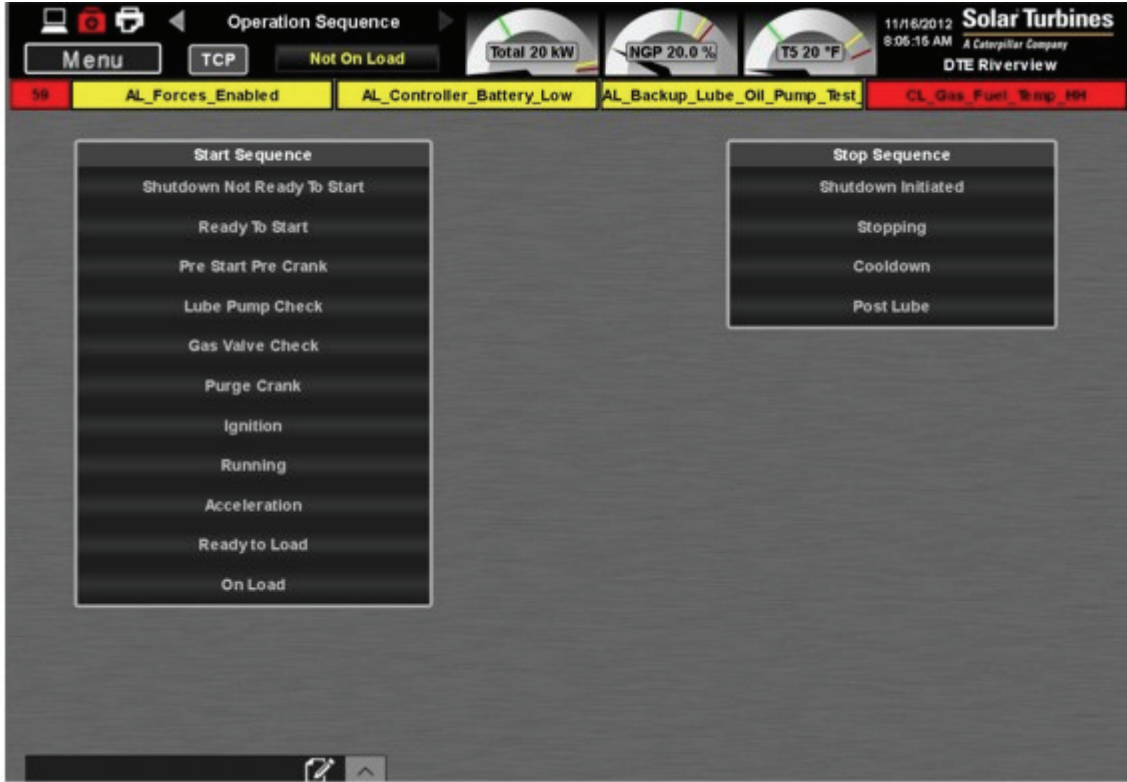 Operation Sequence
Menu
TCP
Not On Load
Total 20 kW
NGP 20.0 %
T5 20 °F
11/16/2012
8:05:15 AM
Solar Turbines
A Caterpillar Company
DTE Riverview
59
AL_Forces_Enabled
AL_Controller_Battery_Low
AL_Backup_Lube_Oil_Pump_Test_
CL_Gas_Fuel_Temp_HH
Start Sequence
Shutdown Not Ready To Start
Ready To Start
Pre Start Pre Crank
Lube Pump Check
Gas Valve Check
Purge Crank
Ignition
Running
Acceleration
Ready to Load
On Load
Stop Sequence
Shutdown Initiated
Stopping
Cooldown
Post Lube